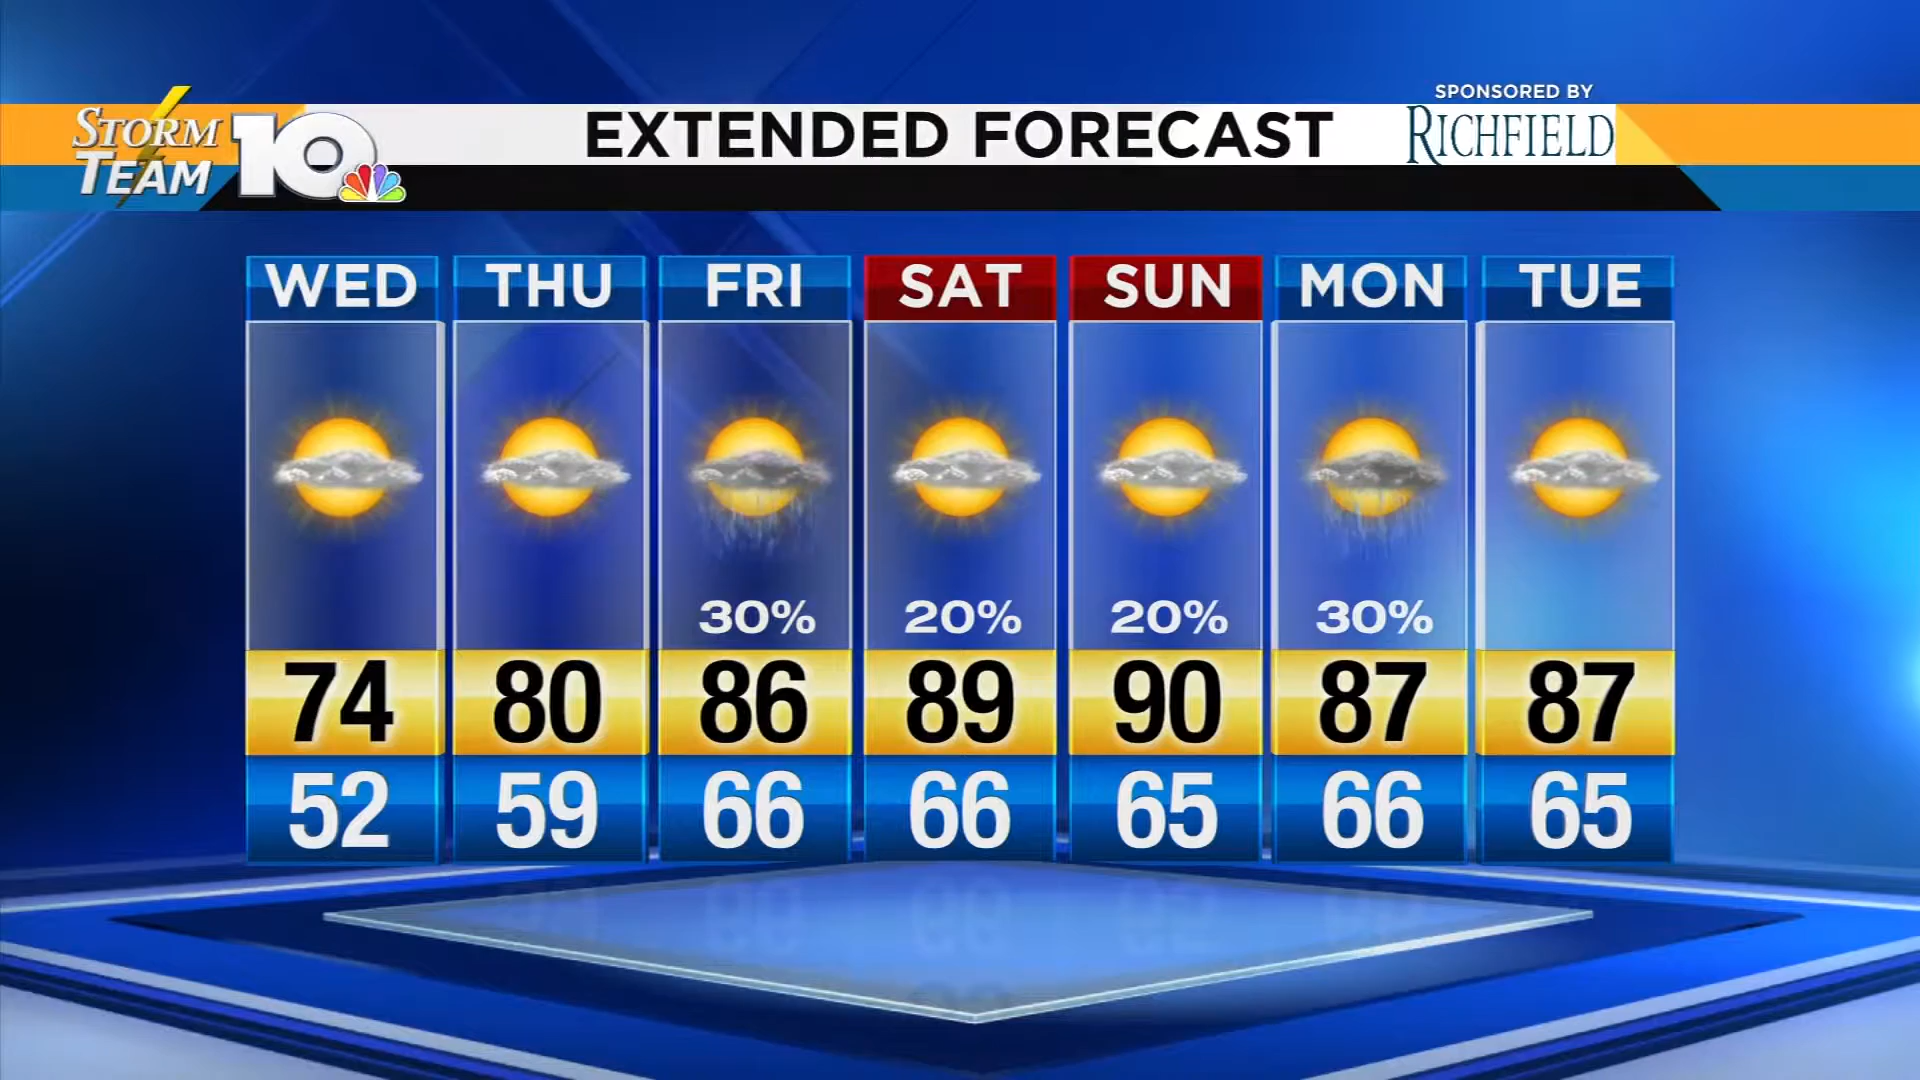 SPONSORED BY
STORM TEAM 10
EXTENDED FORECAST
RICHFIELD
WED THU FRI SAT SUN MON TUE
30% 20% 20% 30%
74 80 86 89 90 87 87
52 59 66 66 65 66 65